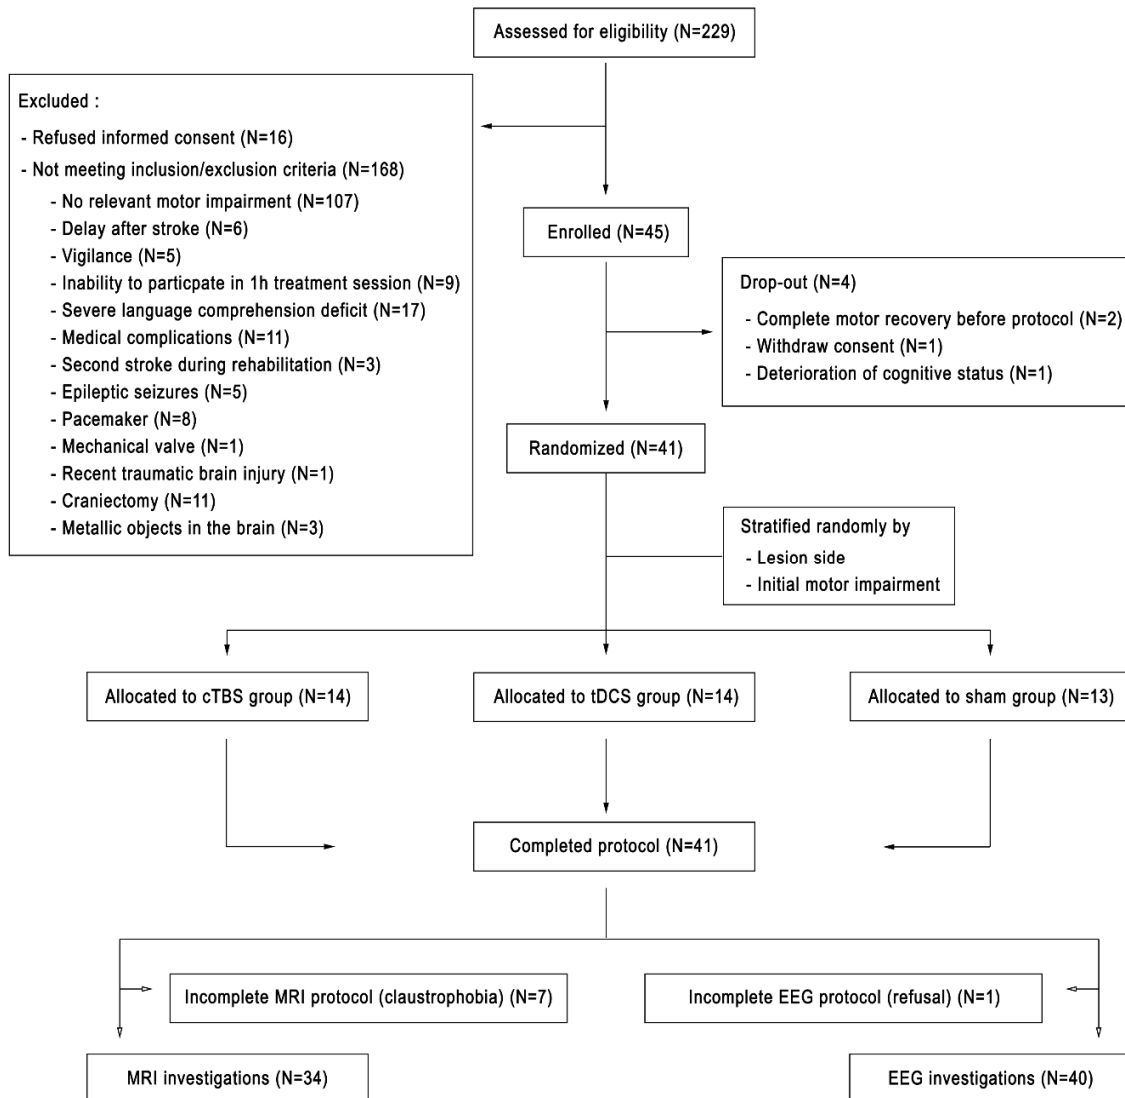 Assessed for eligibility (N=229)
Excluded :
- Refused informed consent (N=16)
- Not meeting inclusion/exclusion criteria (N=168)
- No relevant motor impairment (N=107)
- Delay after stroke (N=6)
- Vigilance (N=5)
- Inability to particpate in 1h treatment session (N=9)
- Severe language comprehension deficit (N=17)
- Medical complications (N=11)
- Second stroke during rehabilitation (N=3)
- Epileptic seizures (N=5)
- Pacemaker (N=8)
- Mechanical valve (N=1)
- Recent traumatic brain injury (N=1)
- Craniectomy (N=11)
- Metallic objects in the brain (N=3)
Enrolled (N=45)
Drop-out (N=4)
- Complete motor recovery before protocol (N=2)
- Withdraw consent (N=1)
- Deterioration of cognitive status (N=1)
Randomized (N=41)
Stratified randomly by
- Lesion side
- Initial motor impairment
Allocated to cTBS group (N=14)
Allocated to tDCS group (N=14)
Allocated to sham group (N=13)
Completed protocol (N=41)
Incomplete MRI protocol (claustrophobia) (N=7)
Incomplete EEG protocol (refusal) (N=1)
MRI investigations (N=34)
EEG investigations (N=40)